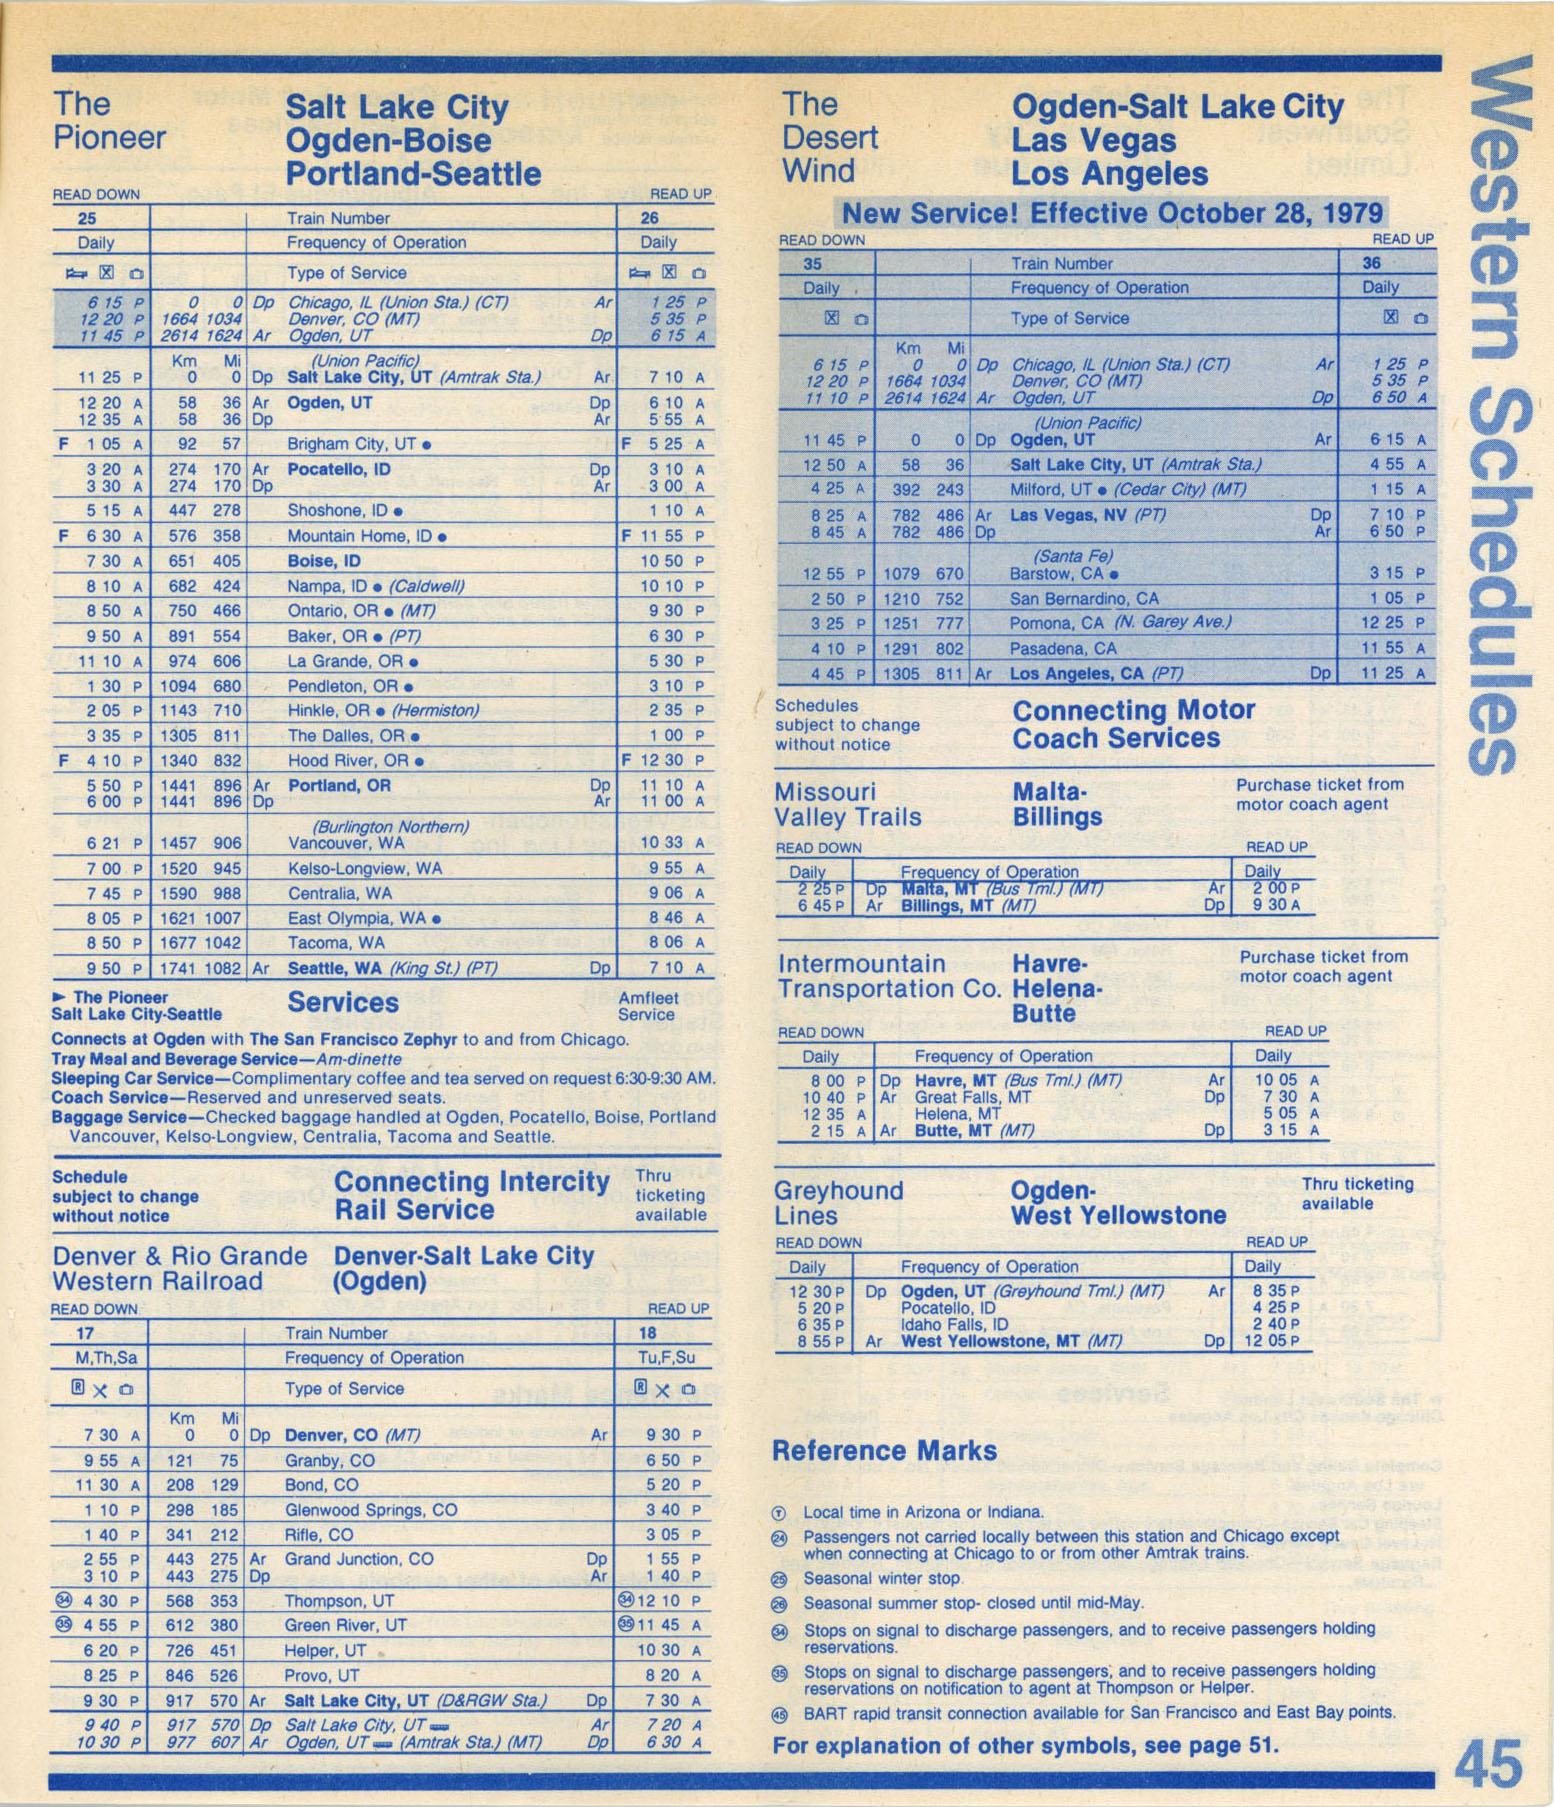 Western Schedules
The Pioneer
Salt Lake City
Ogden-Boise
Portland-Seattle
READ DOWN READ UP
25 Train Number 26
Daily Frequency of Operation Daily
Type of Service
6 15 P 0 0 Dp Chicago, IL (Union Sta.) (CT) Ar 1 25 P
12 20 P 1664 1034 Denver, CO (MT) 5 35 P
11 45 P 2614 1624 Ar Ogden, UT Dp 6 15 A
Km Mi (Union Pacific)
11 25 P 0 0 Dp Salt Lake City, UT (Amtrak Sta.) Ar 7 10 A
12 20 A 58 36 Ar Ogden, UT Dp 6 10 A
12 35 A 58 36 Dp Ar 5 55 A
F 1 05 A 92 57 Brigham City, UT ● F 5 25 A
3 20 A 274 170 Ar Pocatello, ID Dp 3 10 A
3 30 A 274 170 Dp Ar 3 00 A
5 15 A 447 278 Shoshone, ID ● 1 10 A
F 6 30 A 576 358 Mountain Home, ID ● F 11 55 P
7 30 A 651 405 Boise, ID 10 50 P
8 10 A 682 424 Nampa, ID ● (Caldwell) 10 10 P
8 50 A 750 466 Ontario, OR ● (MT) 9 30 P
9 50 A 891 554 Baker, OR ● (PT) 6 30 P
11 10 A 974 606 La Grande, OR ● 5 30 P
1 30 P 1094 680 Pendleton, OR ● 3 10 P
2 05 P 1143 710 Hinkle, OR ● (Hermiston) 2 35 P
3 35 P 1305 811 The Dalles, OR ● 1 00 P
F 4 10 P 1340 832 Hood River, OR ● F 12 30 P
5 50 P 1441 896 Ar Portland, OR Dp 11 10 A
6 00 P 1441 896 Dp Ar 11 00 A
(Burlington Northern)
6 21 P 1457 906 Vancouver, WA 10 33 A
7 00 P 1520 945 Kelso-Longview, WA 9 55 A
7 45 P 1590 988 Centralia, WA 9 06 A
8 05 P 1621 1007 East Olympia, WA ● 8 46 A
8 50 P 1677 1042 Tacoma, WA 8 06 A
9 50 P 1741 1082 Ar Seattle, WA (King St.) (PT) Dp 7 10 A
► The Pioneer
Salt Lake City-Seattle
Services
Amfleet
Service
Connects at Ogden with The San Francisco Zephyr to and from Chicago.
Tray Meal and Beverage Service—Am-dinette
Sleeping Car Service—Complimentary coffee and tea served on request 6:30-9:30 AM.
Coach Service—Reserved and unreserved seats.
Baggage Service—Checked baggage handled at Ogden, Pocatello, Boise, Portland
Vancouver, Kelso-Longview, Centralia, Tacoma and Seattle.
Schedule
subject to change
without notice
Connecting Intercity
Rail Service
Thru
ticketing
available
Denver & Rio Grande
Western Railroad
Denver-Salt Lake City
(Ogden)
READ DOWN READ UP
17 Train Number 18
M,Th,Sa Frequency of Operation Tu,F,Su
R Type of Service R
Km Mi
7 30 A 0 0 Dp Denver, CO (MT) Ar 9 30 P
9 55 A 121 75 Granby, CO 6 50 P
11 30 A 208 129 Bond, CO 5 20 P
1 10 P 298 185 Glenwood Springs, CO 3 40 P
1 40 P 341 212 Rifle, CO 3 05 P
2 55 P 443 275 Ar Grand Junction, CO Dp 1 55 P
3 10 P 443 275 Dp Ar 1 40 P
34 4 30 P 568 353 Thompson, UT 34 12 10 P
35 4 55 P 612 380 Green River, UT 35 11 45 A
6 20 P 726 451 Helper, UT 10 30 A
8 25 P 846 526 Provo, UT 8 20 A
9 30 P 917 570 Ar Salt Lake City, UT (D&RGW Sta.) Dp 7 30 A
9 40 P 917 570 Dp Salt Lake City, UT Ar 7 20 A
10 30 P 977 607 Ar Ogden, UT (Amtrak Sta.) (MT) Dp 6 30 A
The Desert Wind
Ogden-Salt Lake City
Las Vegas
Los Angeles
New Service! Effective October 28, 1979
READ DOWN READ UP
35 Train Number 36
Daily Frequency of Operation Daily
Type of Service
Km Mi
6 15 P 0 0 Dp Chicago, IL (Union Sta.) (CT) Ar 1 25 P
12 20 P 1664 1034 Denver, CO (MT) 5 35 P
11 10 P 2614 1624 Ar Ogden, UT Dp 6 50 A
(Union Pacific)
11 45 P 0 0 Dp Ogden, UT Ar 6 15 A
12 50 A 58 36 Salt Lake City, UT (Amtrak Sta.) 4 55 A
4 25 A 392 243 Milford, UT ● (Cedar City) (MT) 1 15 A
8 25 A 782 486 Ar Las Vegas, NV (PT) Dp 7 10 P
8 45 A 782 486 Dp Ar 6 50 P
(Santa Fe)
12 55 P 1079 670 Barstow, CA ● 3 15 P
2 50 P 1210 752 San Bernardino, CA 1 05 P
3 25 P 1251 777 Pomona, CA (N. Garey Ave.) 12 25 P
4 10 P 1291 802 Pasadena, CA 11 55 A
4 45 P 1305 811 Ar Los Angeles, CA (PT) Dp 11 25 A
Schedules
subject to change
without notice
Connecting Motor
Coach Services
Missouri
Valley Trails
Malta-
Billings
Purchase ticket from
motor coach agent
READ DOWN READ UP
Daily Frequency of Operation Daily
2 25 P Dp Malta, MT (Bus Tml.) (MT) Ar 2 00 P
6 45 P Ar Billings, MT (MT) Dp 9 30 A
Intermountain
Transportation Co.
Havre-
Helena-
Butte
Purchase ticket from
motor coach agent
READ DOWN READ UP
Daily Frequency of Operation Daily
8 00 P Dp Havre, MT (Bus Tml.) (MT) Ar 10 05 A
10 40 P Ar Great Falls, MT Dp 7 30 A
12 35 A Helena, MT 5 05 A
2 15 A Ar Butte, MT (MT) Dp 3 15 A
Greyhound
Lines
Ogden-
West Yellowstone
Thru ticketing
available
READ DOWN READ UP
Daily Frequency of Operation Daily
12 30 P Dp Ogden, UT (Greyhound Tml.) (MT) Ar 8 35 P
5 20 P Pocatello, ID 4 25 P
6 35 P Idaho Falls, ID 2 40 P
8 55 P Ar West Yellowstone, MT (MT) Dp 12 05 P
Reference Marks
T Local time in Arizona or Indiana.
24 Passengers not carried locally between this station and Chicago except
when connecting at Chicago to or from other Amtrak trains.
25 Seasonal winter stop.
26 Seasonal summer stop- closed until mid-May.
34 Stops on signal to discharge passengers, and to receive passengers holding
reservations.
35 Stops on signal to discharge passengers, and to receive passengers holding
reservations on notification to agent at Thompson or Helper.
45 BART rapid transit connection available for San Francisco and East Bay points.
For explanation of other symbols, see page 51.
45